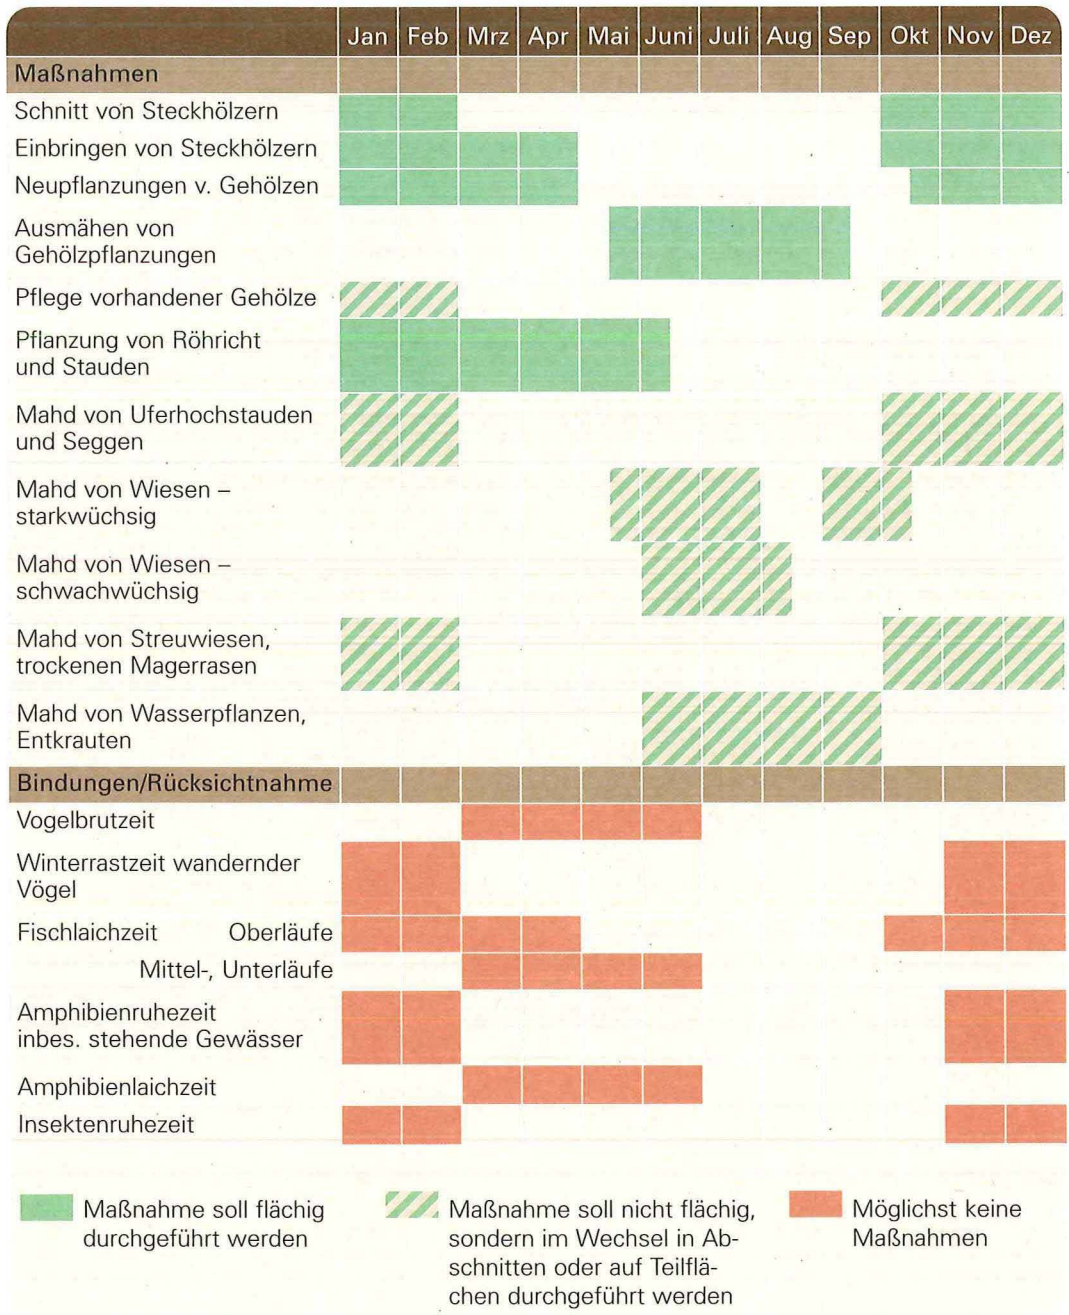 Jan Feb Mrz Apr Mai Juni Juli Aug Sep Okt Nov Dez
Maßnahmen
Schnitt von Steckhölzern
Einbringen von Steckhölzern
Neupflanzungen v. Gehölzen
Ausmähen von
Gehölzpflanzungen
Pflege vorhandener Gehölze
Pflanzung von Röhricht
und Stauden
Mahd von Uferhochstauden
und Seggen
Mahd von Wiesen –
starkwüchsig
Mahd von Wiesen –
schwachwüchsig
Mahd von Streuwiesen,
trockenen Magerrasen
Mahd von Wasserpflanzen,
Entkrauten
Bindungen/Rücksichtnahme
Vogelbrutzeit
Winterrastzeit wandernder
Vögel
Fischlaichzeit Oberläufe
Mittel-, Unterläufe
Amphibienruhezeit
inbes. stehende Gewässer
Amphibienlaichzeit
Insektenruhezeit
Maßnahme soll flächig
durchgeführt werden
Maßnahme soll nicht flächig,
sondern im Wechsel in Ab-
schnitten oder auf Teilflä-
chen durchgeführt werden
Möglichst keine
Maßnahmen